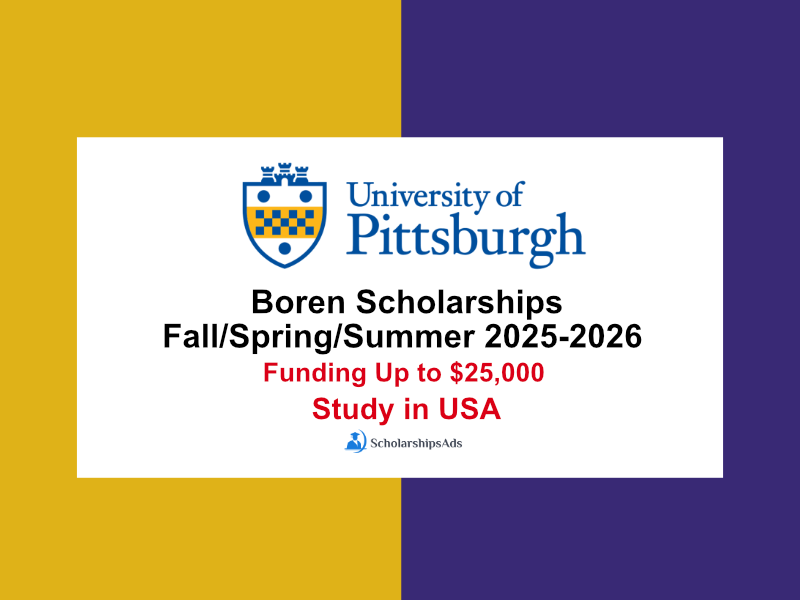 University of
Pittsburgh
Boren Scholarships
Fall/Spring/Summer 2025-2026
Funding Up to $25,000
Study in USA
ScholarshipsAds